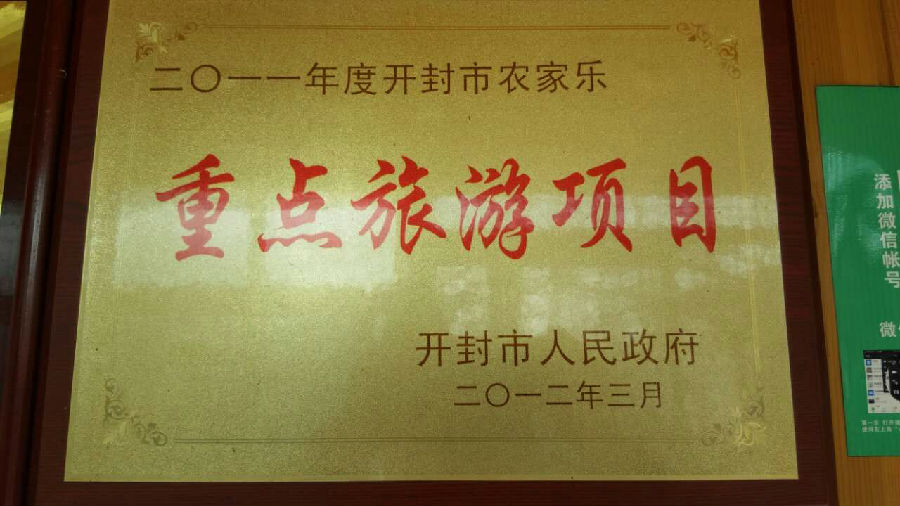 二〇一一年度开封市农家乐
重点旅游项目
开封市人民政府
二〇一二年三月
添加微信帐号